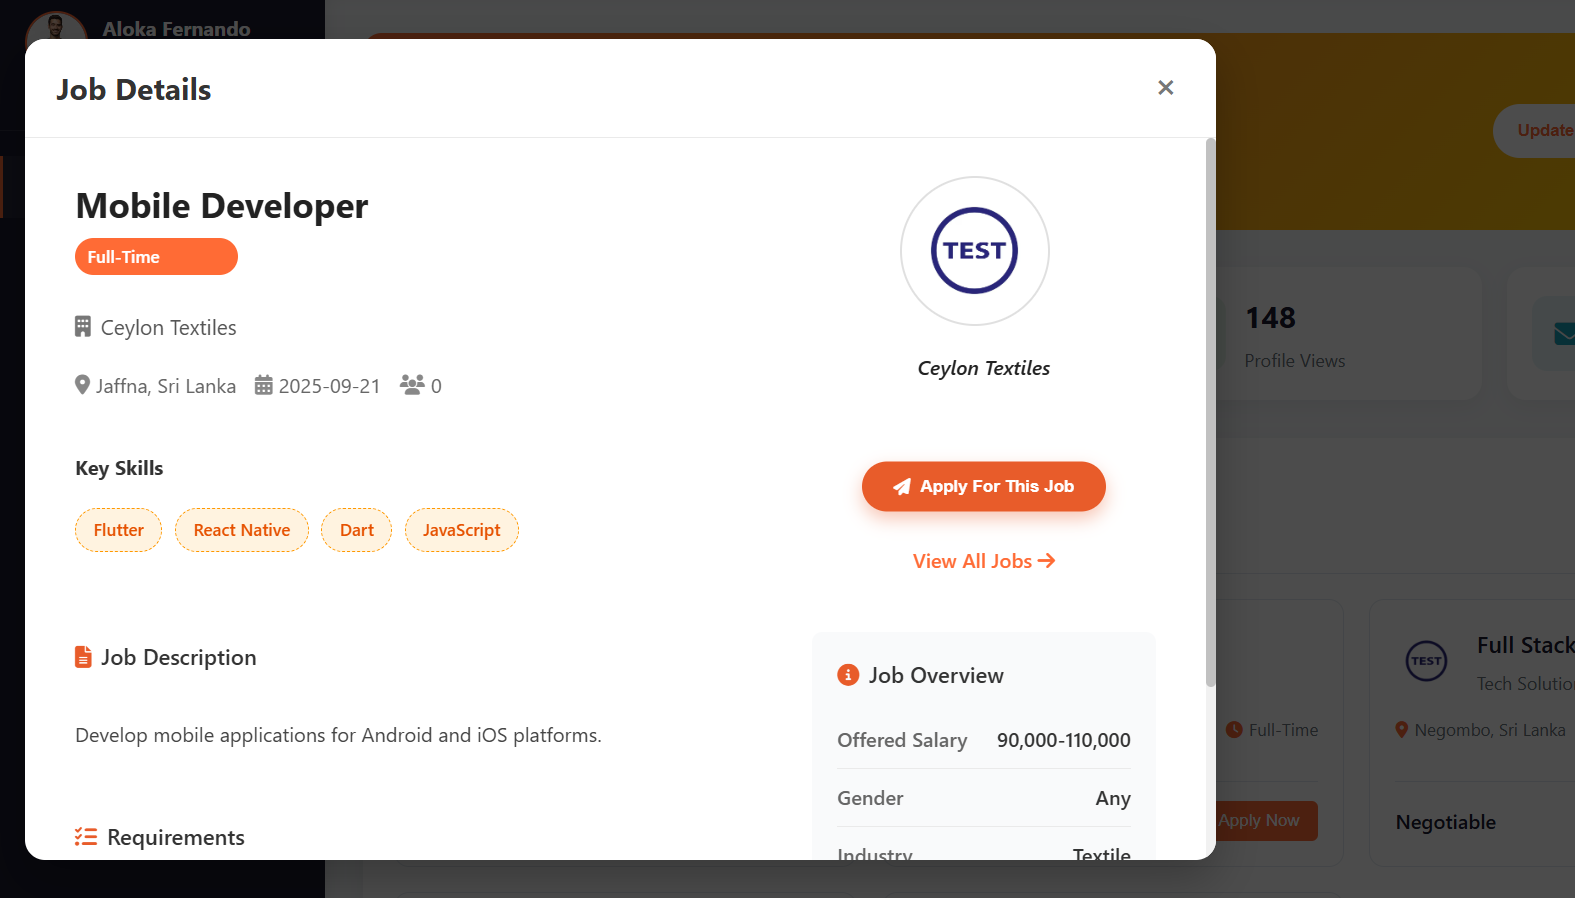 Aloka Fernando
Job Details
Update
Mobile Developer
Full-Time
TEST
Ceylon Textiles
Ceylon Textiles
Jaffna, Sri Lanka 2025-09-21 0
148
Profile Views
Key Skills
Flutter React Native Dart JavaScript
Apply For This Job
View All Jobs
Job Description
Develop mobile applications for Android and iOS platforms.
Requirements
Job Overview
Offered Salary 90,000-110,000
Gender Any
Industry Textile
Full-Time
Apply Now
TEST
Full Stack
Tech Solutio
Negombo, Sri Lanka
Negotiable